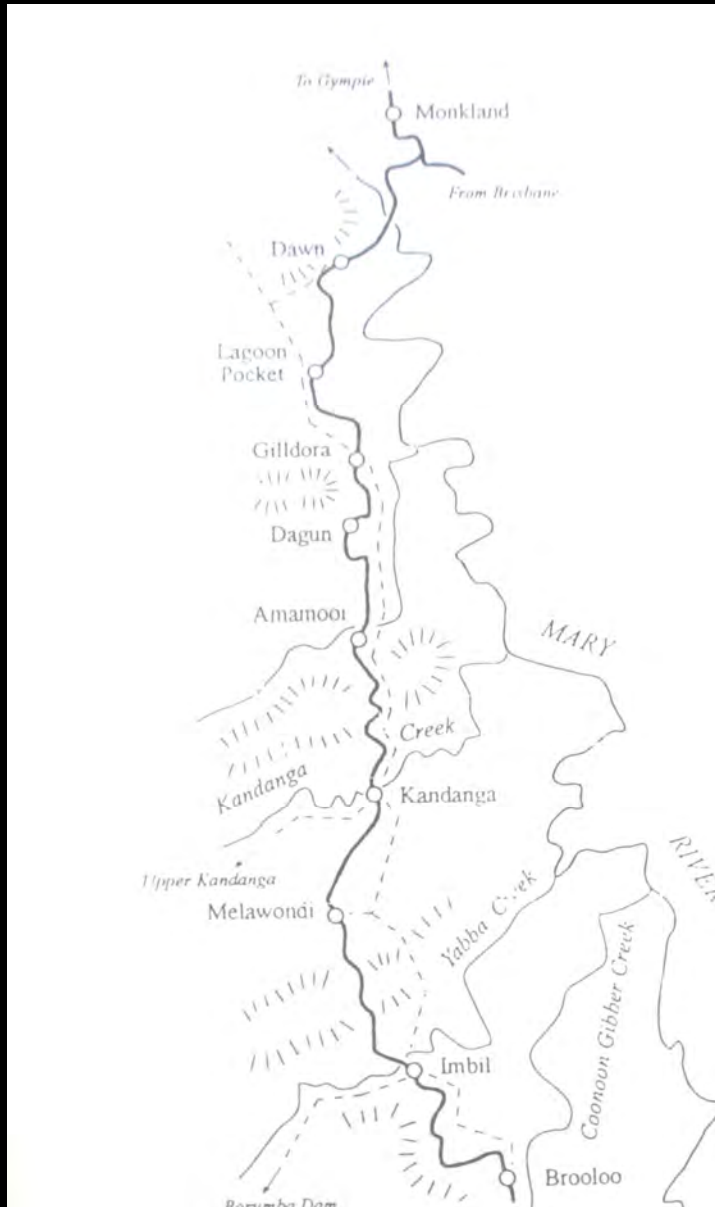 To Gympie
Monkland
From Brisbane
Dawn
Lagoon
Pocket
Gilldora
Dagun
Amamoor
MARY
Creek
Kandanga
Kandanga
Upper Kandanga
RIVER
Melawondi
Yabba Creek
Coonoon Gibber Creek
Imbil
Brooloo
Borumba Dam